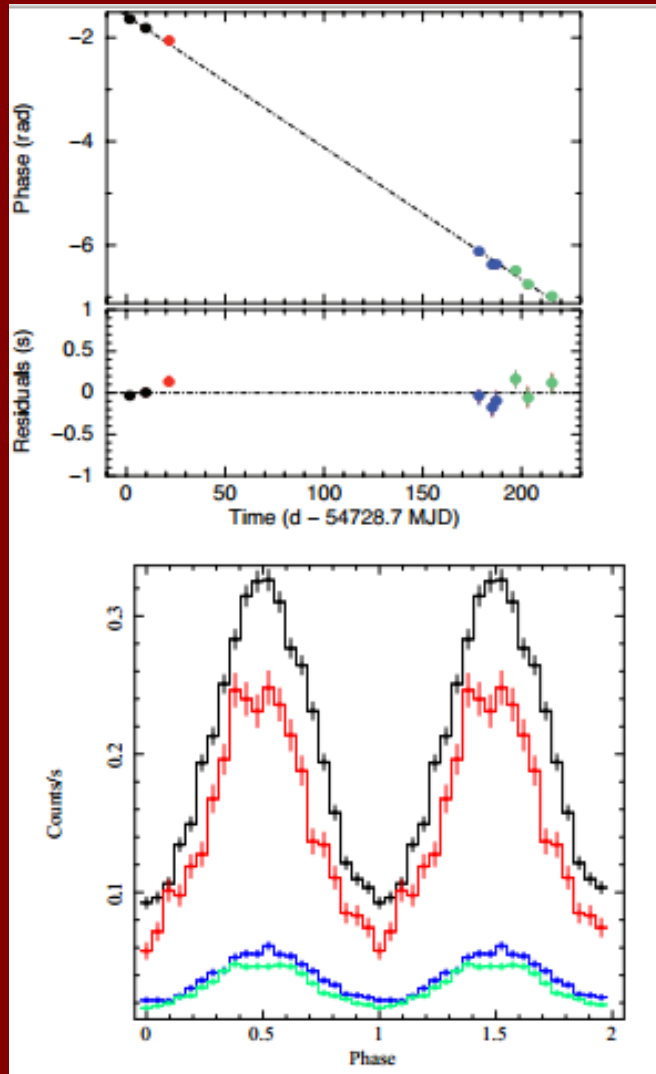 −2
−4
−6
Phase (rad)
1
0.5
0
−0.5
−1
Residuals (s)
0 50 100 150 200
Time (d − 54728.7 MJD)
0.3
0.2
0.1
Counts/s
0 0.5 1 1.5 2
Phase